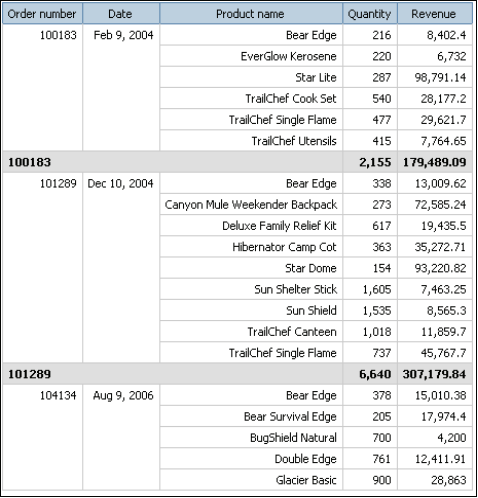 Order number Date Product name Quantity Revenue
100183 Feb 9, 2004 Bear Edge 216 8,402.4
EverGlow Kerosene 220 6,732
Star Lite 287 98,791.14
TrailChef Cook Set 540 28,177.2
TrailChef Single Flame 477 29,621.7
TrailChef Utensils 415 7,764.65
100183 2,155 179,489.09
101289 Dec 10, 2004 Bear Edge 338 13,009.62
Canyon Mule Weekender Backpack 273 72,585.24
Deluxe Family Relief Kit 617 19,435.5
Hibernator Camp Cot 363 35,272.71
Star Dome 154 93,220.82
Sun Shelter Stick 1,605 7,463.25
Sun Shield 1,535 8,565.3
TrailChef Canteen 1,018 11,859.7
TrailChef Single Flame 737 45,767.7
101289 6,640 307,179.84
104134 Aug 9, 2006 Bear Edge 378 15,010.38
Bear Survival Edge 205 17,974.4
BugShield Natural 700 4,200
Double Edge 761 12,411.91
Glacier Basic 900 28,863